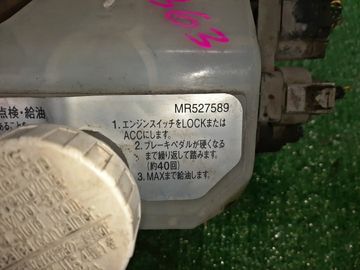 363
点検・給油
MR527589
1. エンジンスイッチをLOCKまたは
ACCにします。
2. ブレーキペダルが硬くなる
まで繰り返して踏みます。
(約40回)
3. MAXまで給油します。